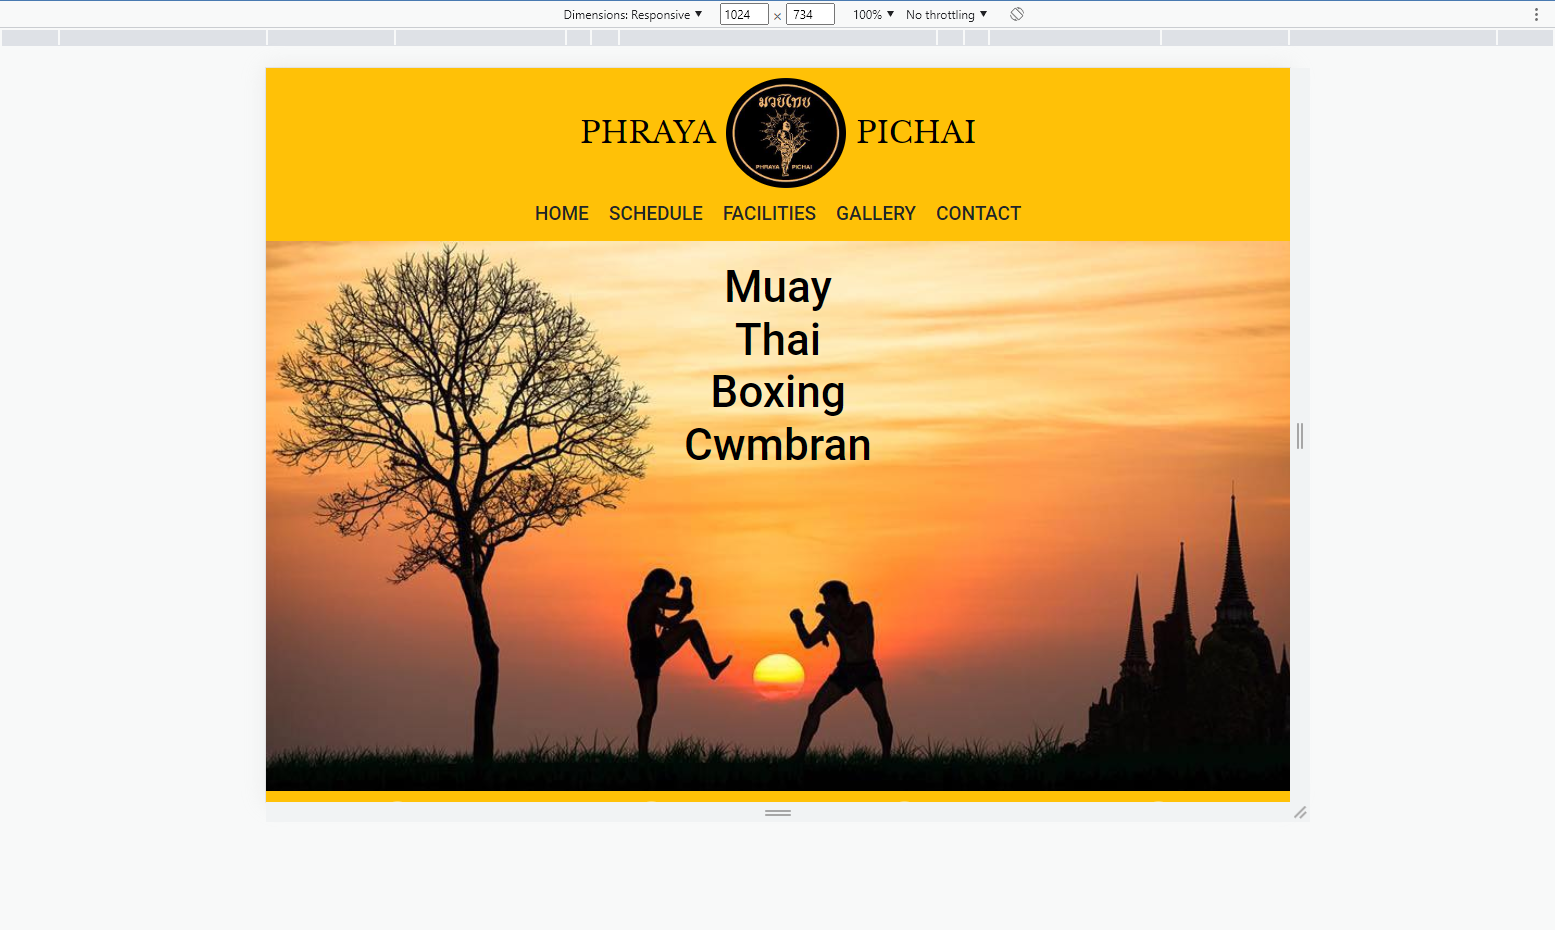 Dimensions: Responsive ▼ 1024 × 734 100% ▼ No throttling ▼
PHRAYA PICHAI
มวยไทย
PHRAYA PICHAI
HOME SCHEDULE FACILITIES GALLERY CONTACT
Muay
Thai
Boxing
Cwmbran